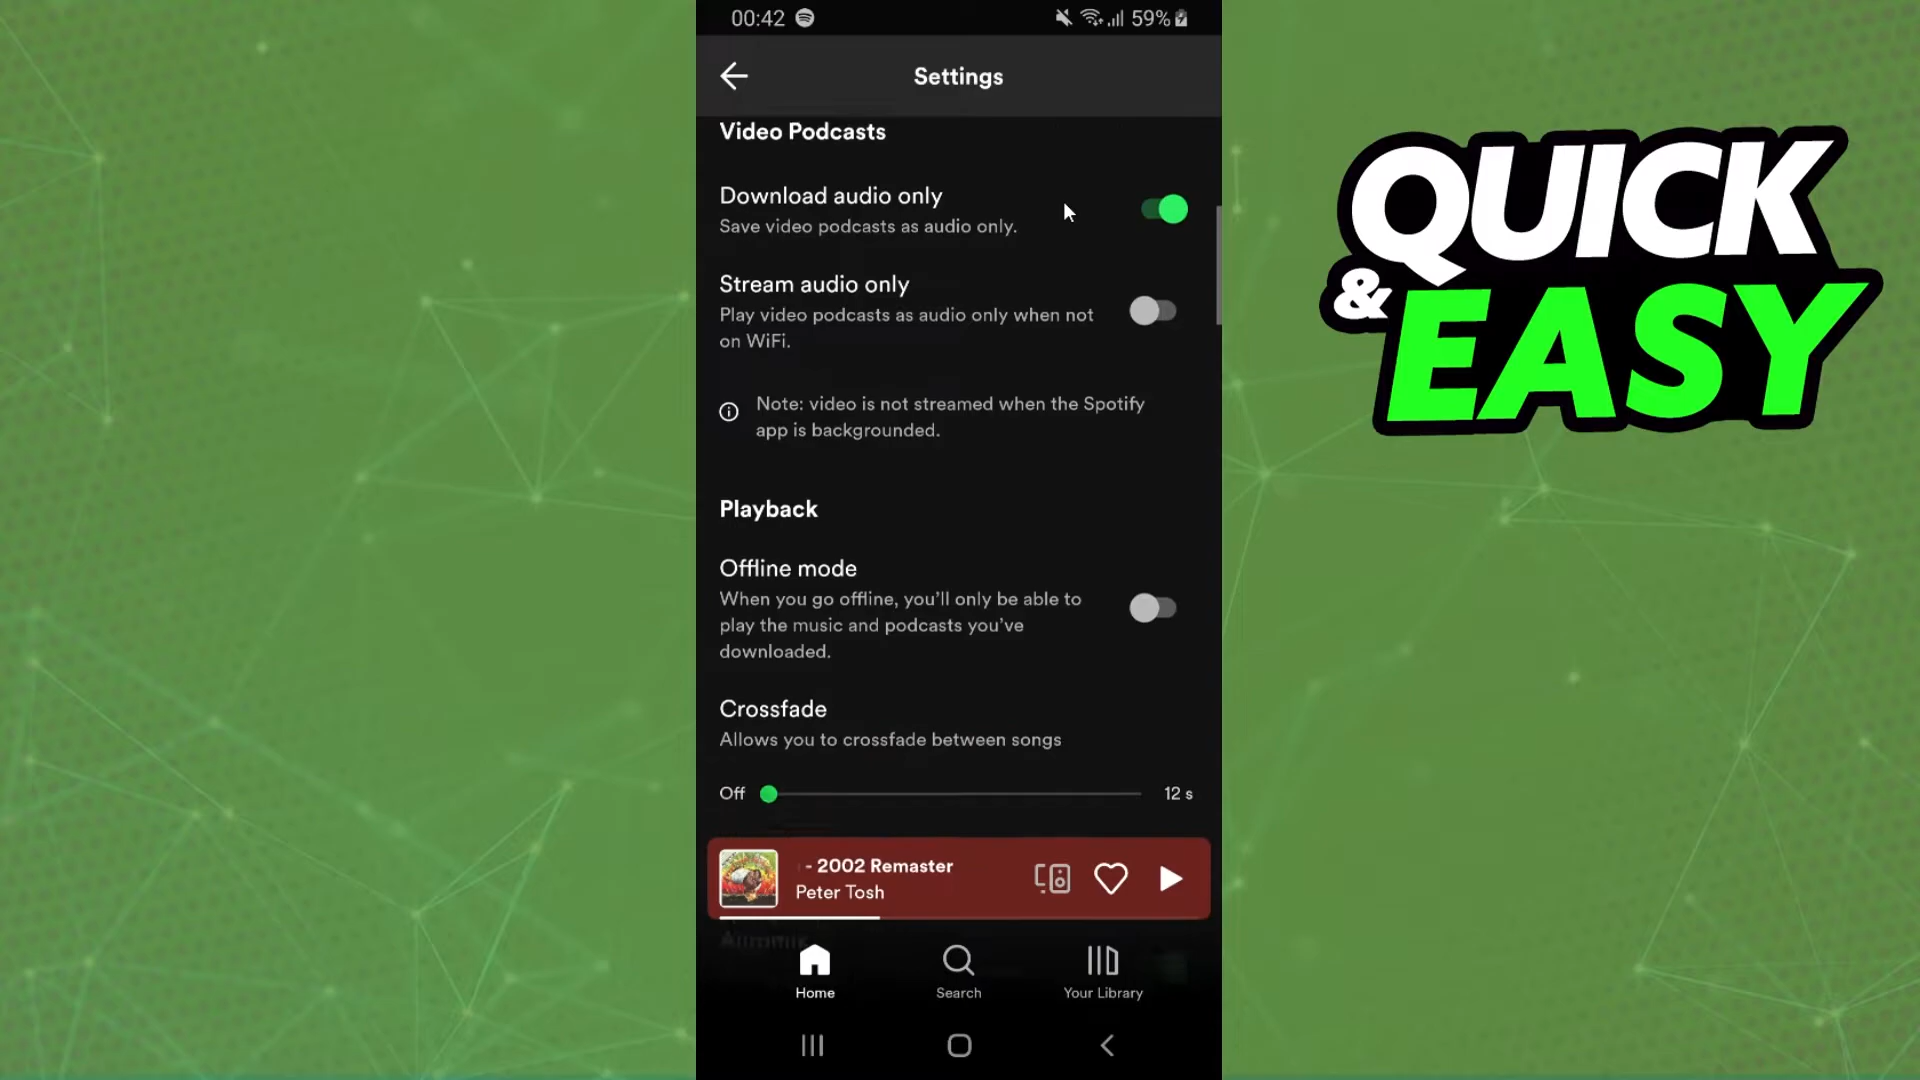 00:42
59%
Settings
Video Podcasts
Download audio only
Save video podcasts as audio only.
Stream audio only
Play video podcasts as audio only when not
on WiFi.
Note: video is not streamed when the Spotify
app is backgrounded.
Playback
Offline mode
When you go offline, you'll only be able to
play the music and podcasts you've
downloaded.
Crossfade
Allows you to crossfade between songs
Off
12 s
- 2002 Remaster
Peter Tosh
Home
Search
Your Library
QUICK
&
EASY